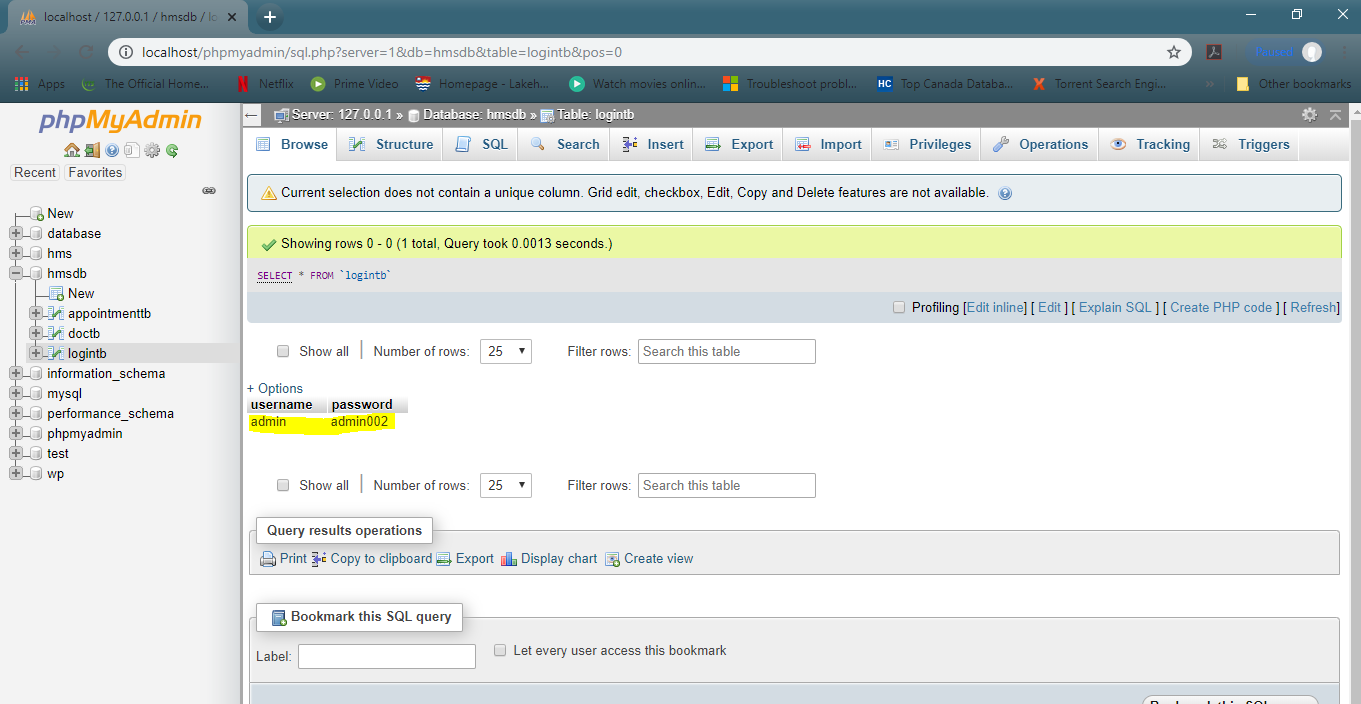 localhost / 127.0.0.1 / hmsdb / lo
localhost/phpmyadmin/sql.php?server=1&db=hmsdb&table=logintb&pos=0
Paused
Apps The Official Home... Netflix Prime Video Homepage - Lakeh... Watch movies onlin... Troubleshoot probl... HC Top Canada Databa... Torrent Search Engi... » Other bookmarks
phpMyAdmin
Recent Favorites
New
database
hms
hmsdb
New
appointmenttb
doctb
logintb
information_schema
mysql
performance_schema
phpmyadmin
test
wp
Server: 127.0.0.1 » Database: hmsdb » Table: logintb
Browse Structure SQL Search Insert Export Import Privileges Operations Tracking Triggers
Current selection does not contain a unique column. Grid edit, checkbox, Edit, Copy and Delete features are not available.
Showing rows 0 - 0 (1 total, Query took 0.0013 seconds.)
SELECT * FROM `logintb`
Profiling [Edit inline] [ Edit ] [ Explain SQL ] [ Create PHP code ] [ Refresh]
Show all | Number of rows: 25 Filter rows: Search this table
+ Options
username password
admin admin002
Show all | Number of rows: 25 Filter rows: Search this table
Query results operations
Print Copy to clipboard Export Display chart Create view
Bookmark this SQL query
Label: Let every user access this bookmark